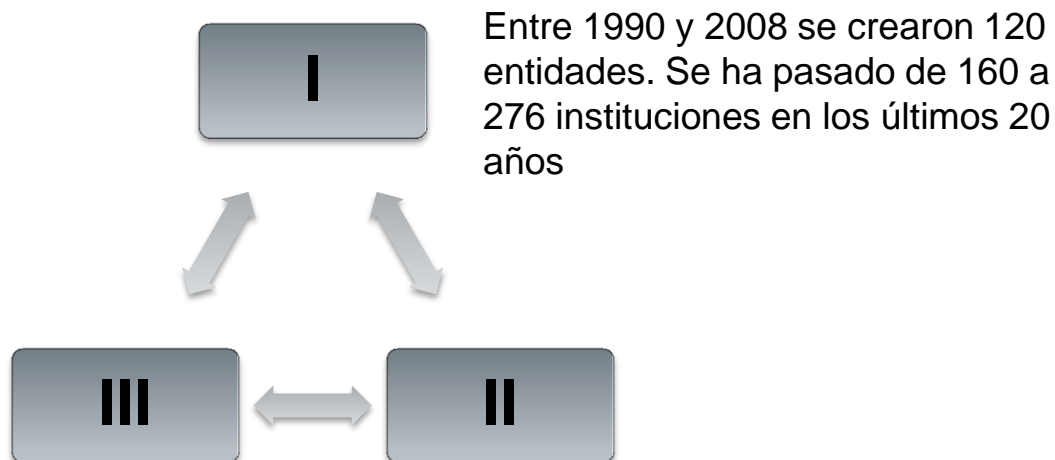 I
Entre 1990 y 2008 se crearon 120
entidades. Se ha pasado de 160 a
276 instituciones en los últimos 20
años
III
II